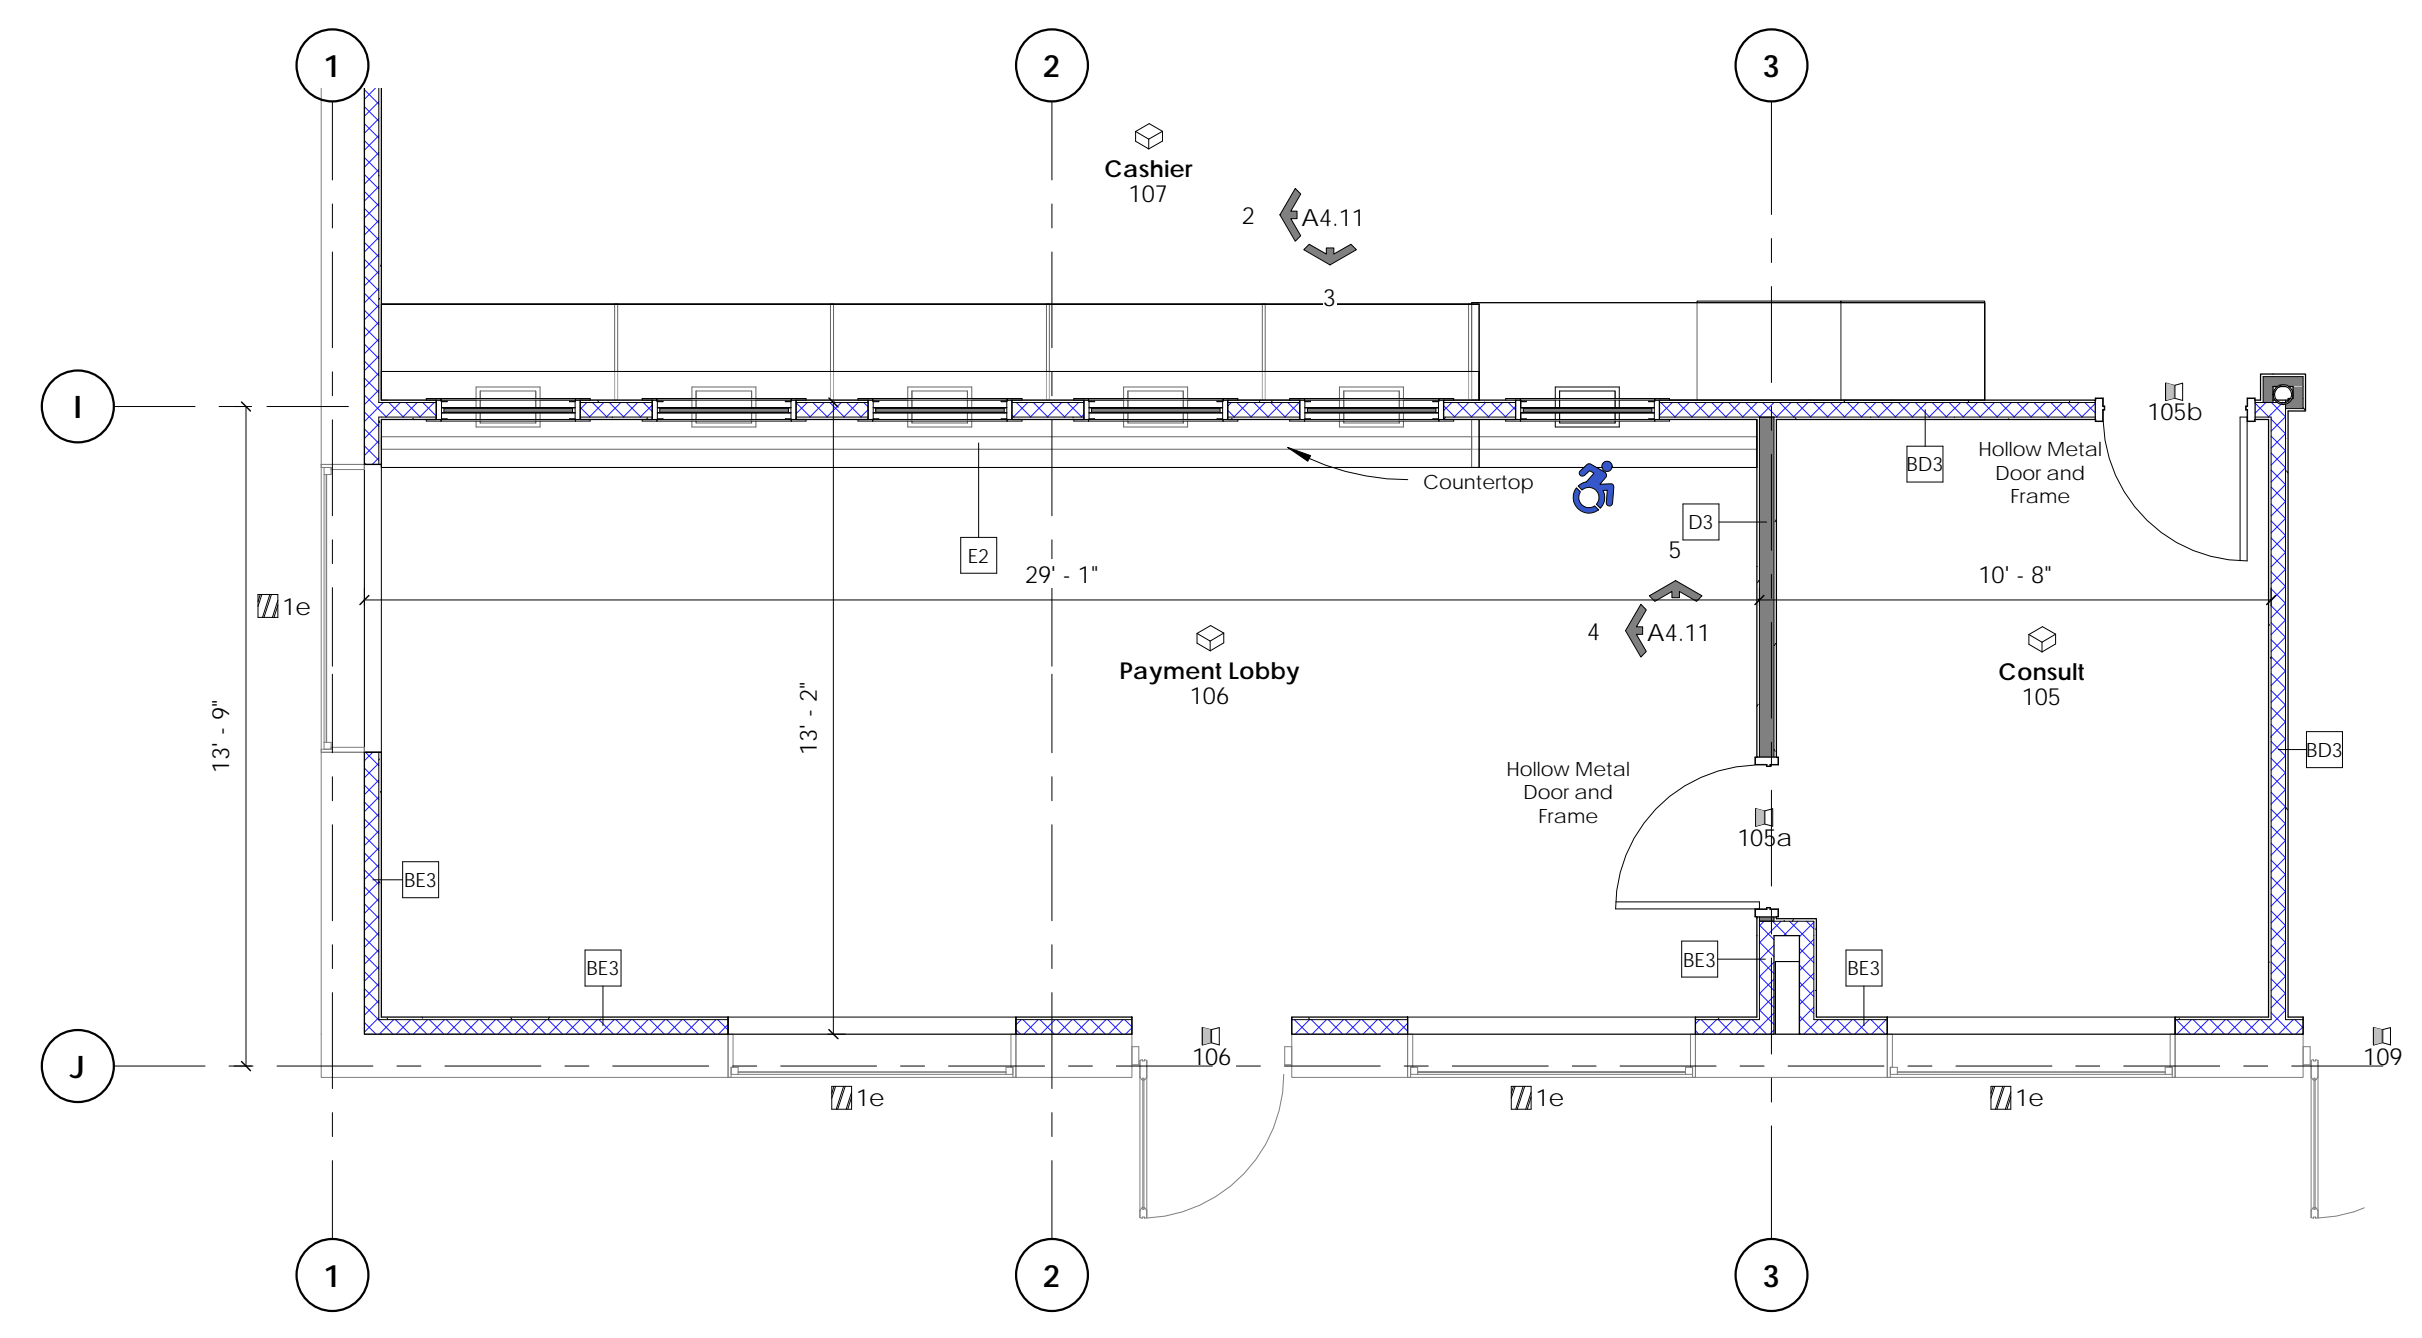 1
2
3
Cashier
107
2
A4.11
3
I
105b
Hollow Metal
Door and
Frame
BD3
Countertop
D3
5
E2
29' - 1"
10' - 8"
1e
4
A4.11
Payment Lobby
106
Consult
105
13' - 9"
13' - 2"
BD3
Hollow Metal
Door and
Frame
105a
BE3
BE3
BE3
BE3
J
106
109
1e
1e
1e
1
2
3